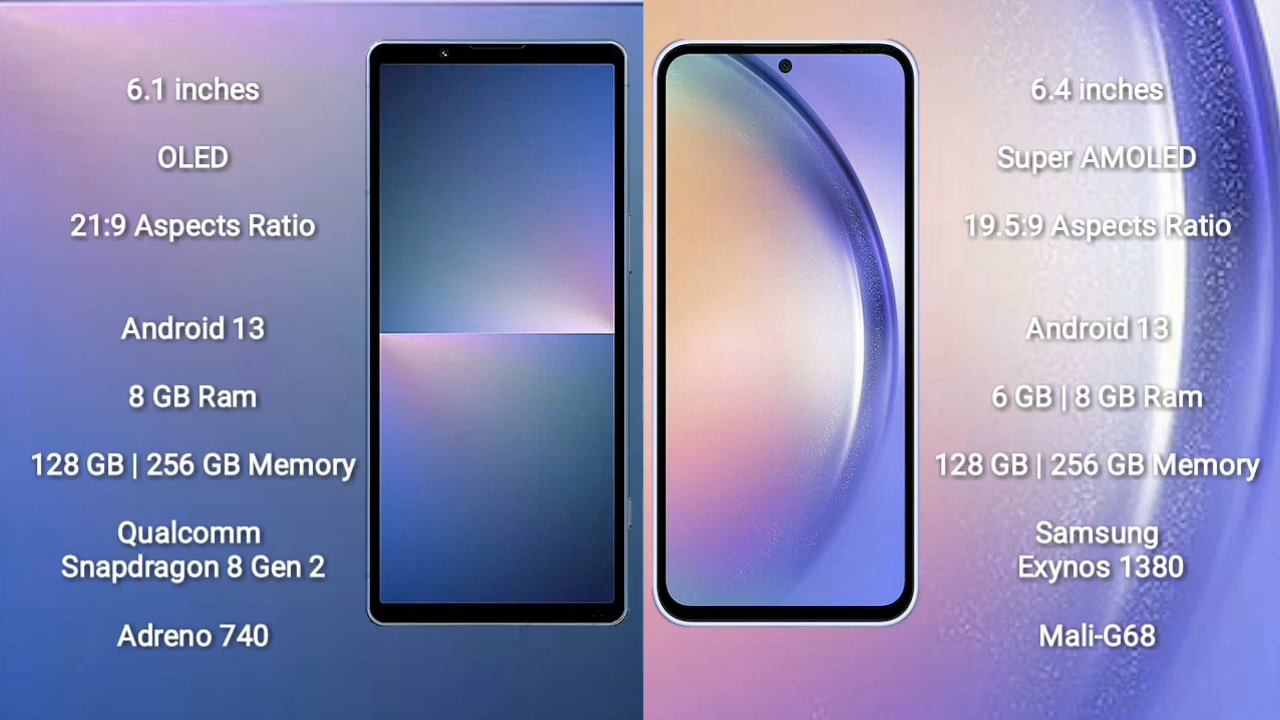 6.1 inches
OLED
21:9 Aspects Ratio
Android 13
8 GB Ram
128 GB | 256 GB Memory
Qualcomm
Snapdragon 8 Gen 2
Adreno 740
6.4 inches
Super AMOLED
19.5:9 Aspects Ratio
Android 13
6 GB | 8 GB Ram
128 GB | 256 GB Memory
Samsung
Exynos 1380
Mali-G68